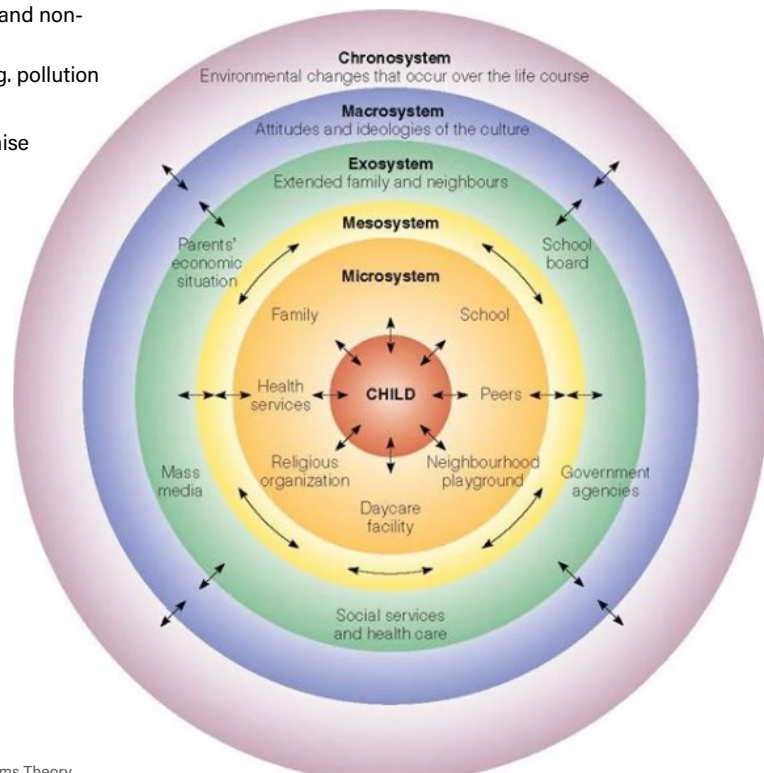 and non-
g. pollution
aise
Chronosystem
Environmental changes that occur over the life course
Macrosystem
Attitudes and ideologies of the culture
Exosystem
Extended family and neighbours
Mesosystem
Parents'
economic
situation
School
board
Microsystem
Family
School
Health
services
CHILD
Peers
Religious
organization
Neighbourhood
playground
Mass
media
Government
agencies
Daycare
facility
Social services
and health care
ms Theory